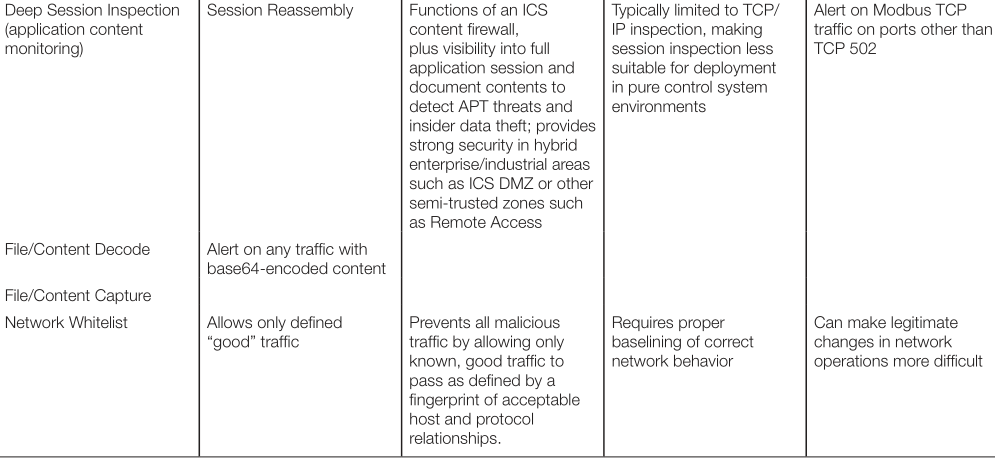 Deep Session Inspection
(application content
monitoring)
Session Reassembly
Functions of an ICS
content firewall,
plus visibility into full
application session and
document contents to
detect APT threats and
insider data theft; provides
strong security in hybrid
enterprise/industrial areas
such as ICS DMZ or other
semi-trusted zones such
as Remote Access
Typically limited to TCP/
IP inspection, making
session inspection less
suitable for deployment
in pure control system
environments
Alert on Modbus TCP
traffic on ports other than
TCP 502
File/Content Decode
Alert on any traffic with
base64-encoded content
File/Content Capture
Network Whitelist
Allows only defined
“good” traffic
Prevents all malicious
traffic by allowing only
known, good traffic to
pass as defined by a
fingerprint of acceptable
host and protocol
relationships.
Requires proper
baselining of correct
network behavior
Can make legitimate
changes in network
operations more difficult